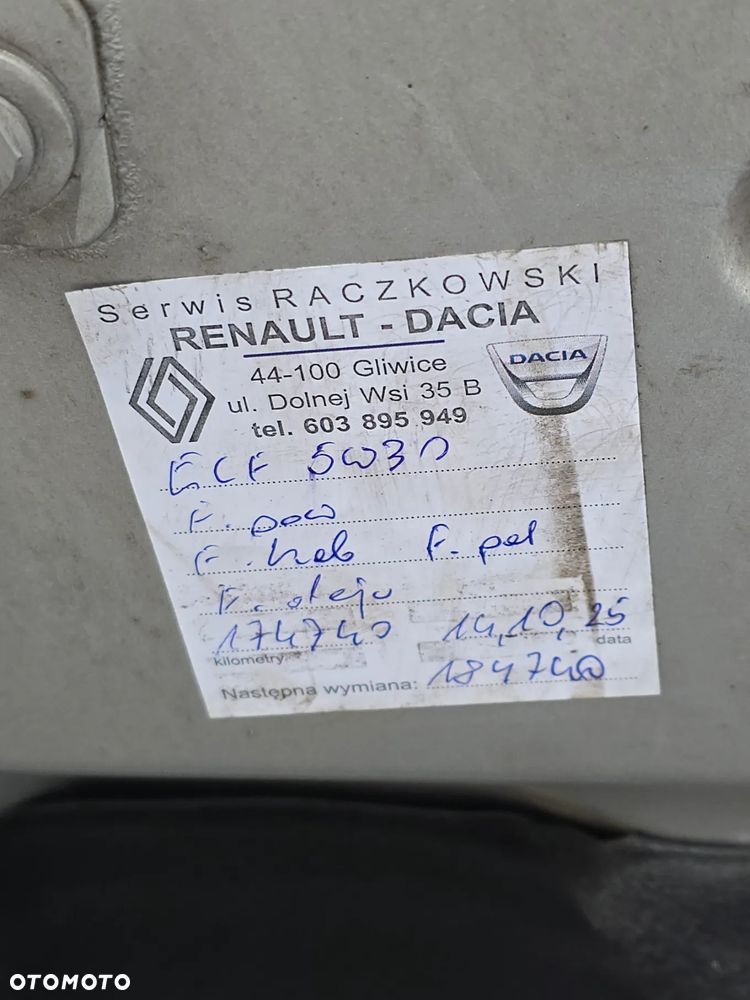 Serwis RACZKOWSKI
RENAULT - DACIA
44-100 Gliwice
ul. Dolnej Wsi 35 B
tel. 603 895 949
DACIA
ECF 5W30
F. pow
F. kab F. pal
F. oleju
174740 14,10,25
kilometry data
Następna wymiana: 184740
OTOMOTO